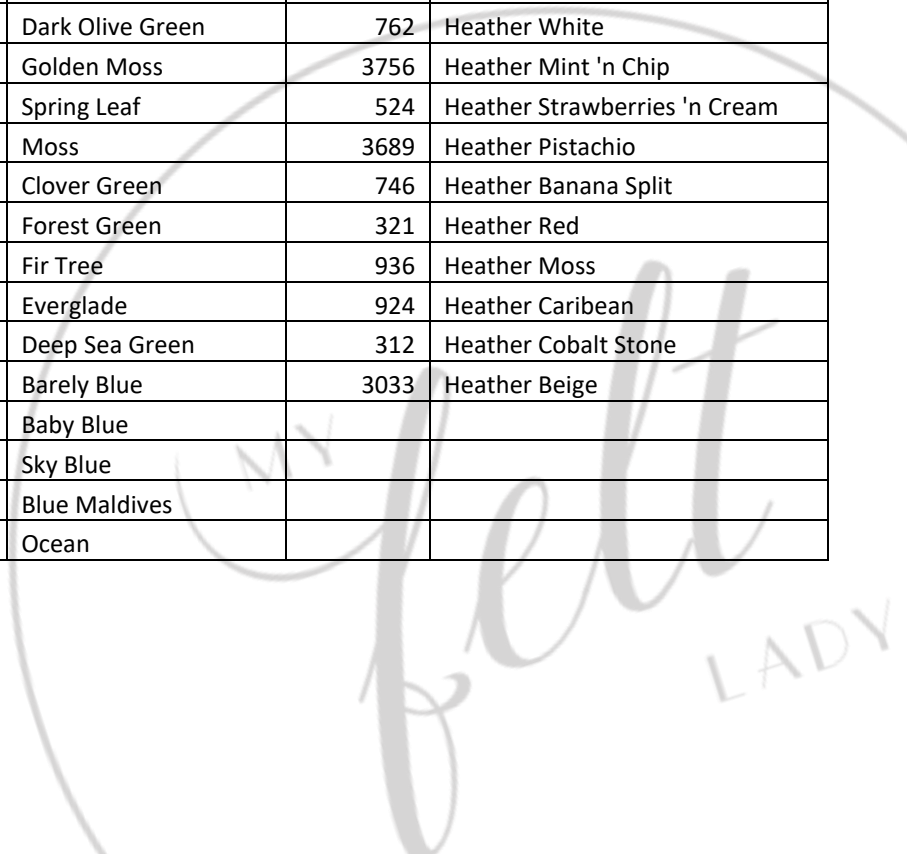 Dark Olive Green 762 Heather White
Golden Moss 3756 Heather Mint 'n Chip
Spring Leaf 524 Heather Strawberries 'n Cream
Moss 3689 Heather Pistachio
Clover Green 746 Heather Banana Split
Forest Green 321 Heather Red
Fir Tree 936 Heather Moss
Everglade 924 Heather Caribean
Deep Sea Green 312 Heather Cobalt Stone
Barely Blue 3033 Heather Beige
Baby Blue
Sky Blue
Blue Maldives
Ocean
MY
felt
LADY